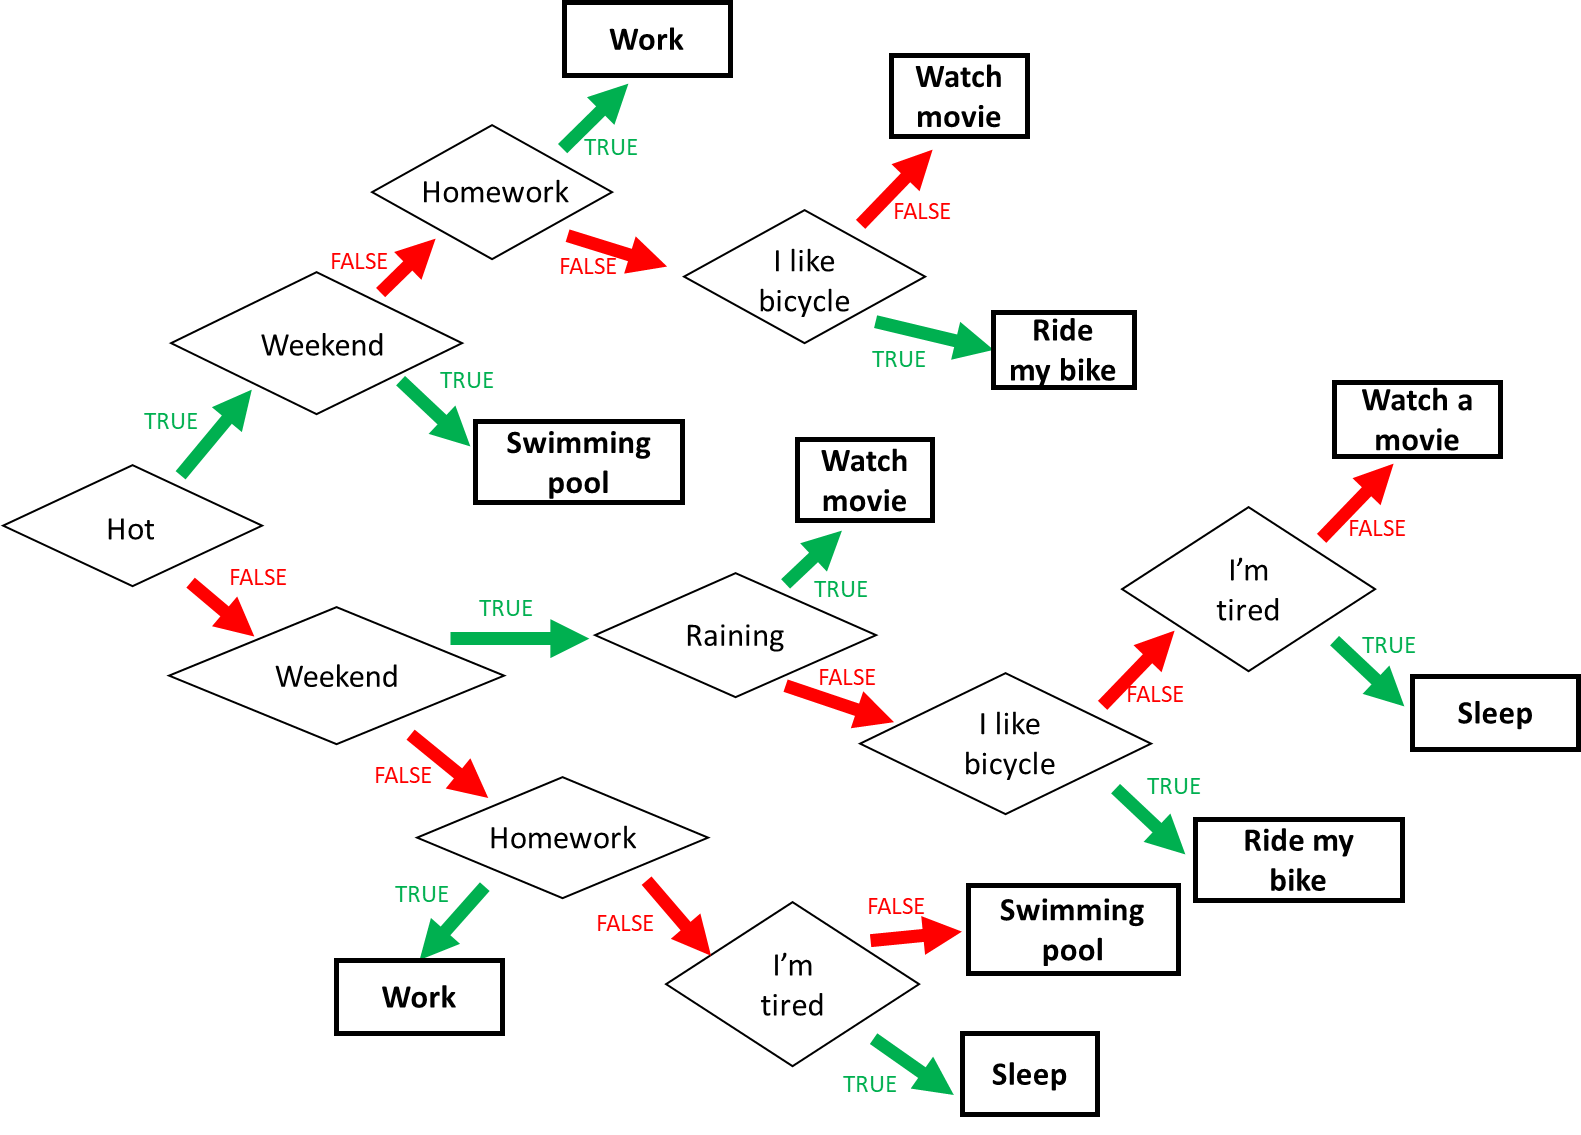 Work
Watch
movie
TRUE
Homework
FALSE
FALSE
FALSE
I like
bicycle
Weekend
TRUE
Ride
my bike
TRUE
TRUE
Swimming
pool
Watch a
movie
Watch
movie
Hot
FALSE
I'm
tired
FALSE
TRUE
TRUE
Raining
TRUE
Weekend
FALSE
FALSE
Sleep
I like
bicycle
FALSE
TRUE
Homework
Ride my
bike
TRUE
FALSE
FALSE
Swimming
pool
I'm
tired
Work
TRUE
Sleep